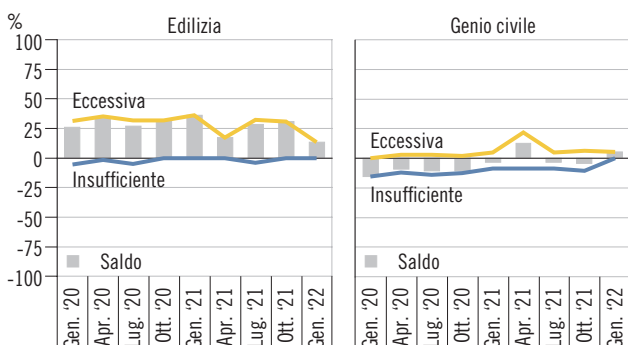 %
Edilizia
Genio civile
100
75
50
25
0
-25
-50
-75
-100
Eccessiva
Insufficiente
Saldo
Eccessiva
Insufficiente
Saldo
Gen. ‘20
Apr. ‘20
Lug. ‘20
Ott. ‘20
Gen. ‘21
Apr. ‘21
Lug. ‘21
Ott. ‘21
Gen. ‘22
Gen. ‘20
Apr. ‘20
Lug. ‘20
Ott. ‘20
Gen. ‘21
Apr. ‘21
Lug. ‘21
Ott. ‘21
Gen. ‘22